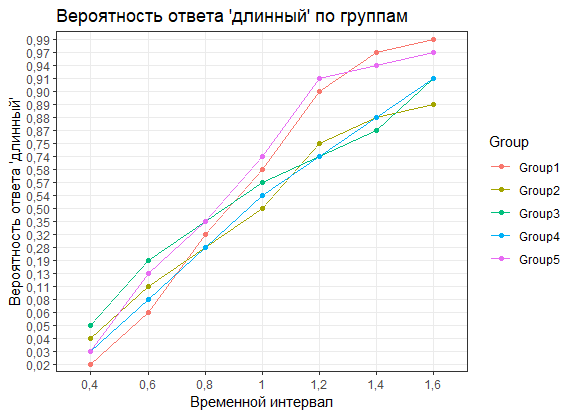 Вероятность ответа 'длинный' по группам
Вероятность ответа 'длинный'
0,99
0,97
0,94
0,91
0,90
0,89
0,88
0,87
0,75
0,74
0,58
0,57
0,54
0,50
0,35
0,32
0,28
0,19
0,13
0,11
0,08
0,06
0,05
0,04
0,03
0,02
0,4 0,6 0,8 1 1,2 1,4 1,6
Временной интервал
Group
Group1
Group2
Group3
Group4
Group5